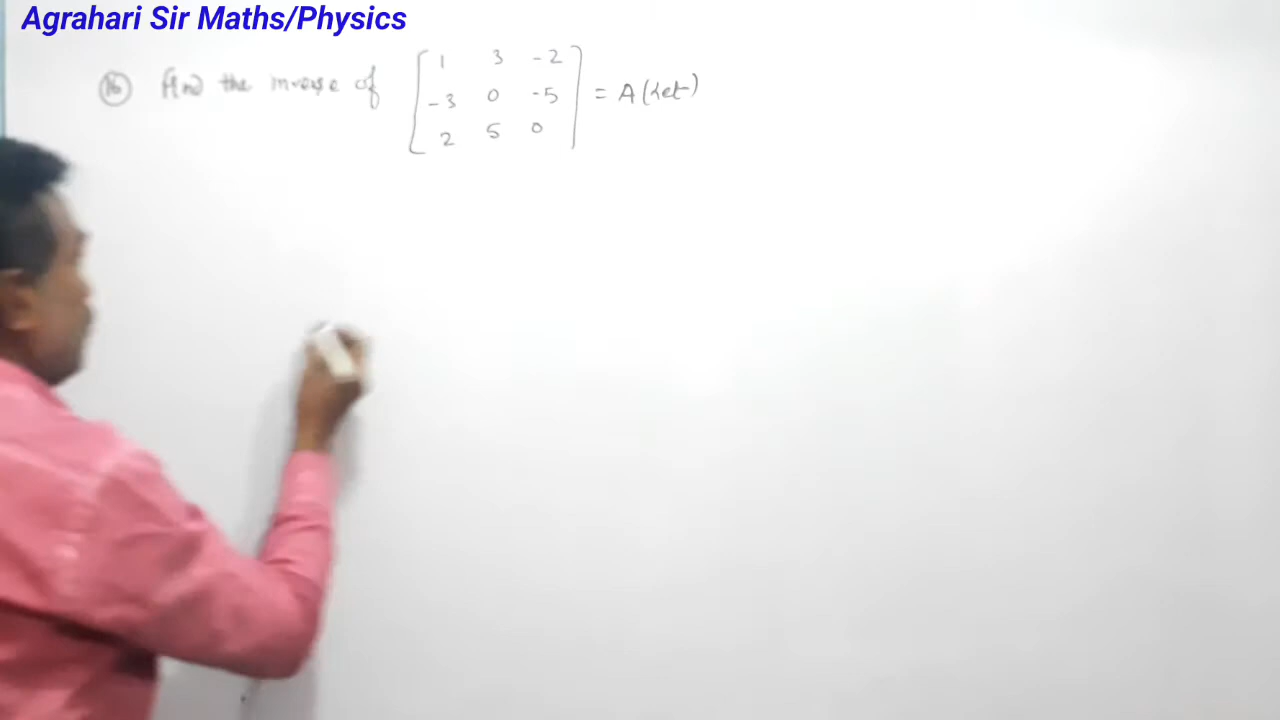 Agrahari Sir Maths/Physics
16 Find the inverse of [ 1 3 -2 ] = A (Let)
-3 0 -5
2 5 0